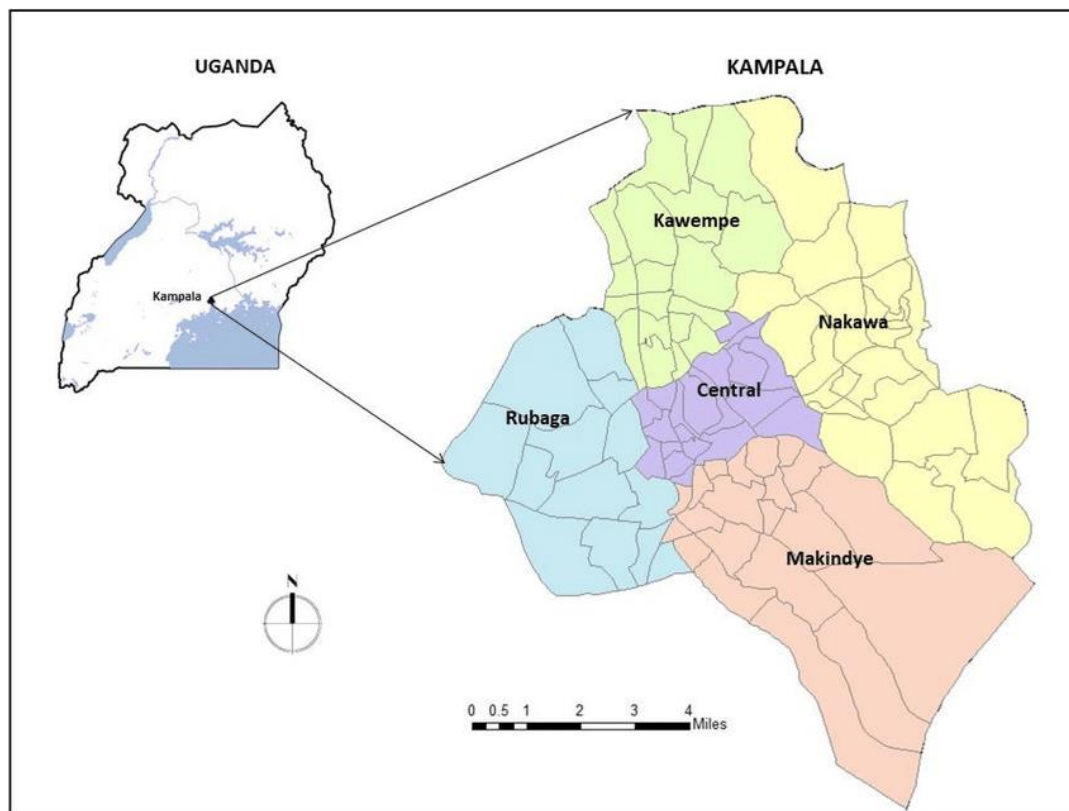 UGANDA
KAMPALA
Kawempe
Kampala
Nakawa
Central
Rubaga
Makindye
N
0 0.5 1 2 3 4
Miles